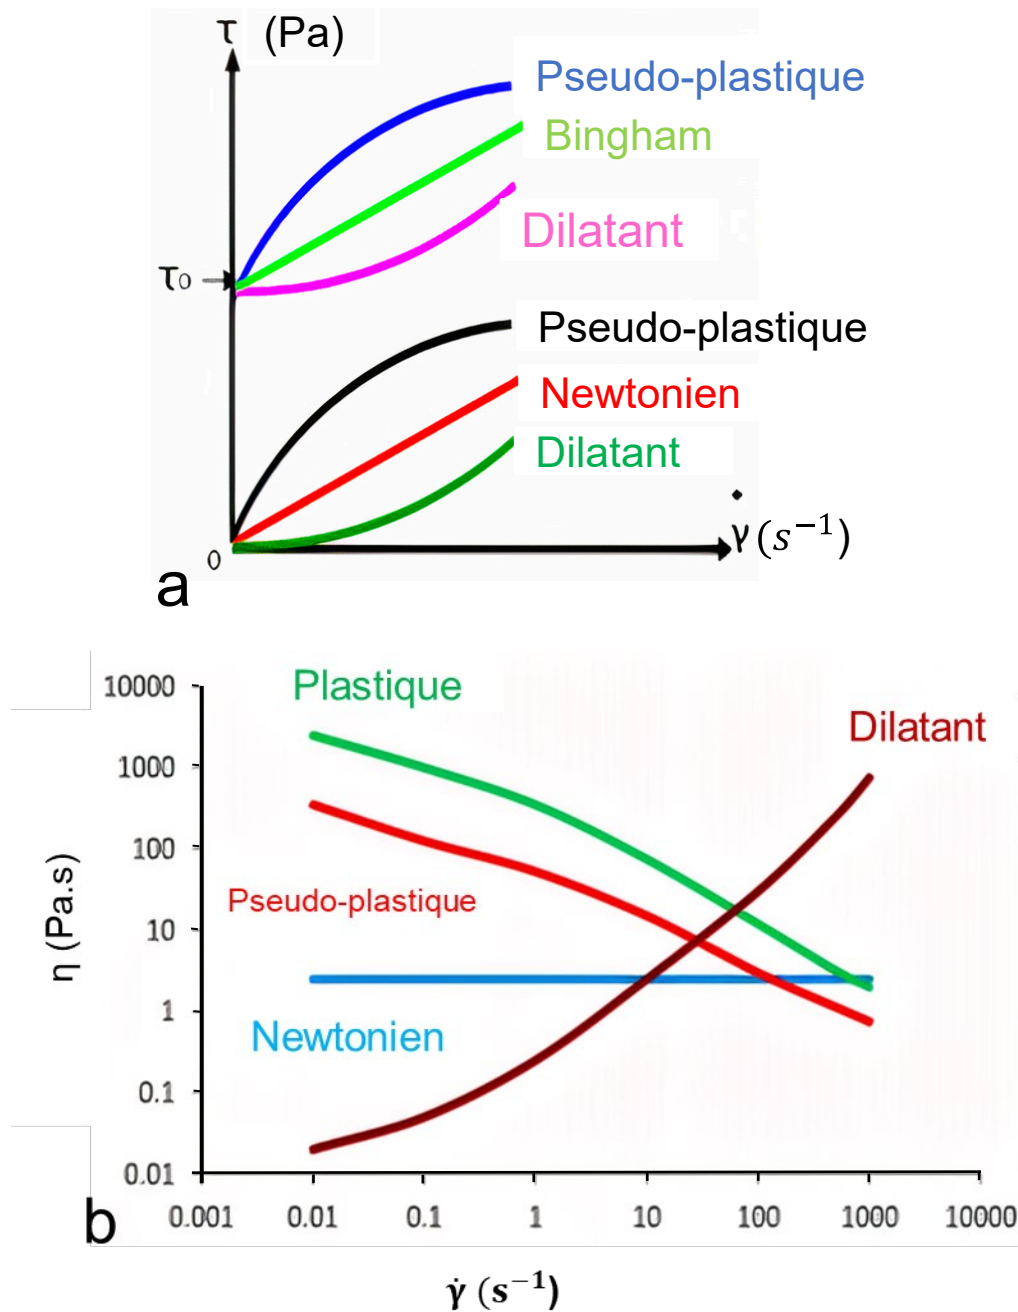 τ (Pa)
Pseudo-plastique
Bingham
Dilatant
τ₀
Pseudo-plastique
Newtonien
Dilatant
γ̇ (s⁻¹)
0
a
10000
Plastique
Dilatant
1000
100
Pseudo-plastique
10
η (Pa.s)
1
Newtonien
0.1
0.01
b
0.001 0.01 0.1 1 10 100 1000 10000
γ̇ (s⁻¹)